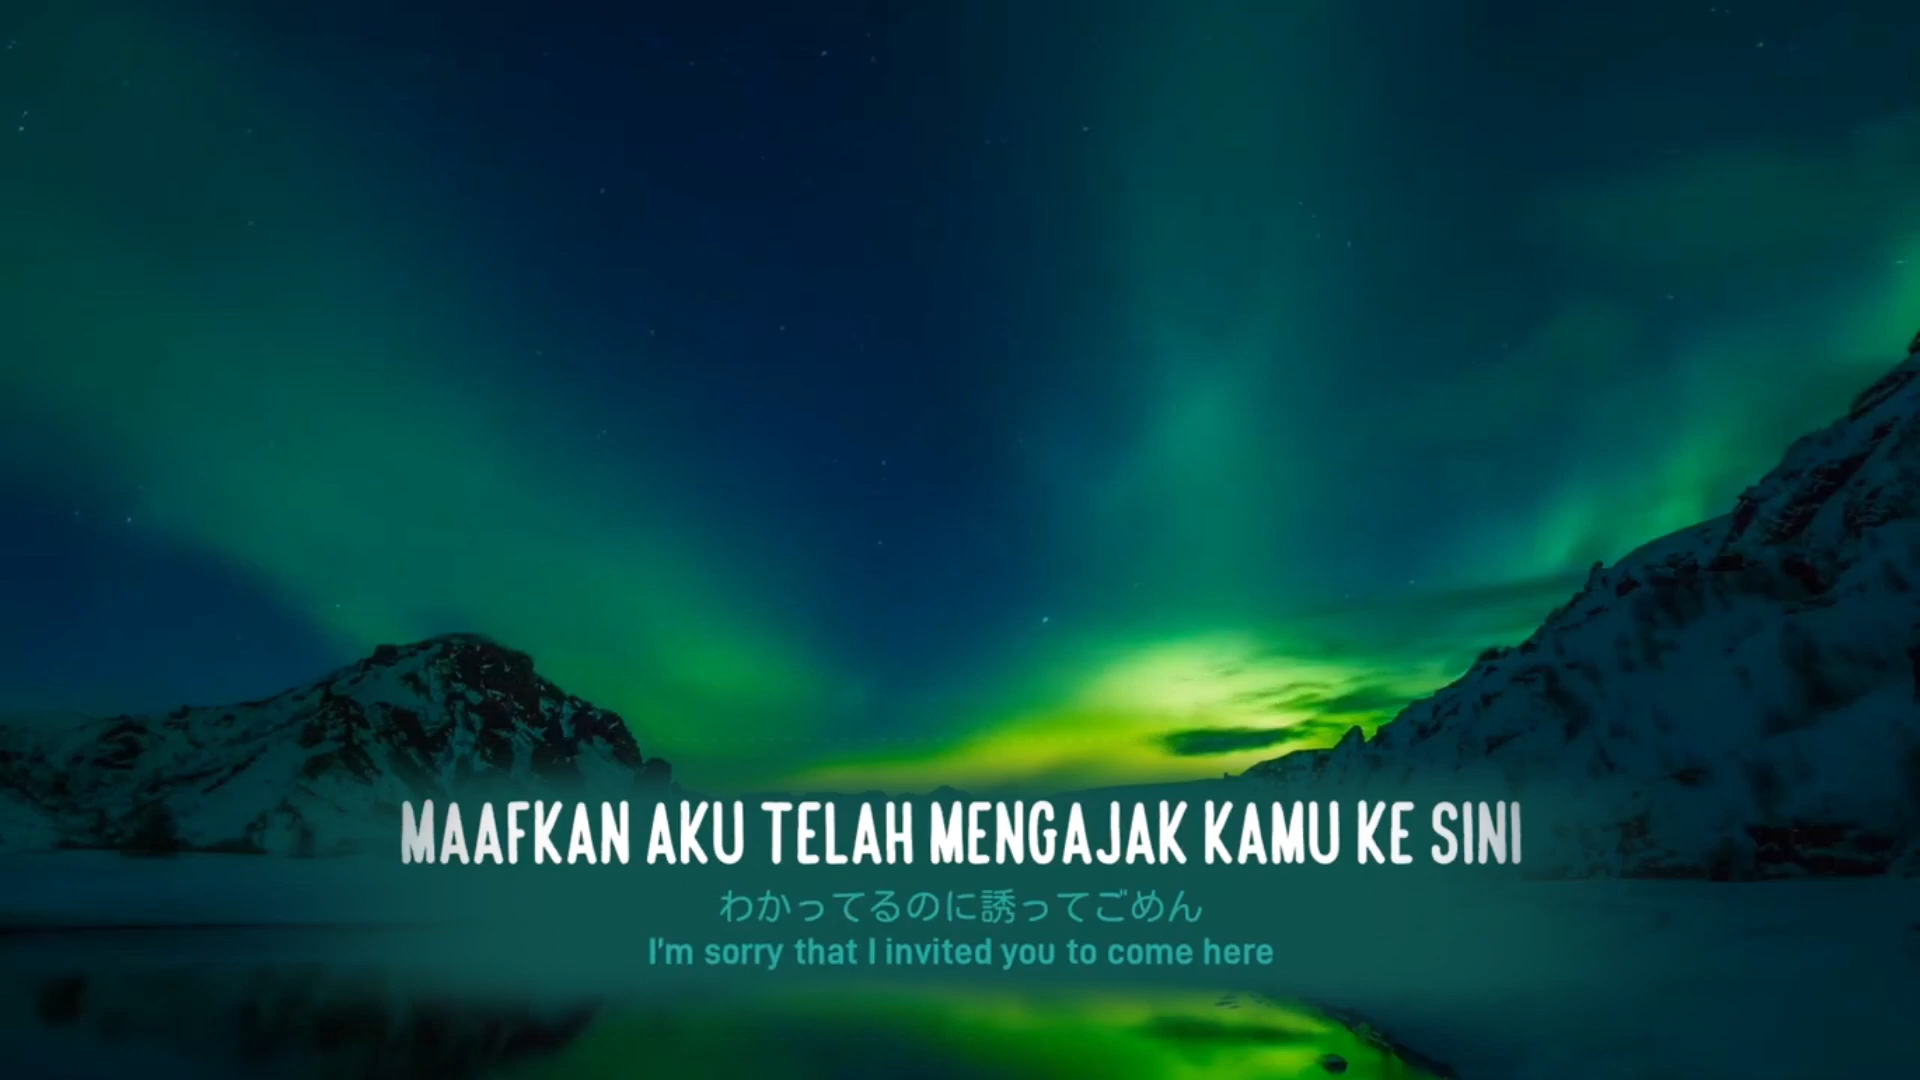 MAAFKAN AKU TELAH MENGAJAK KAMU KE SINI
わかってるのに誘ってごめん
I'm sorry that I invited you to come here